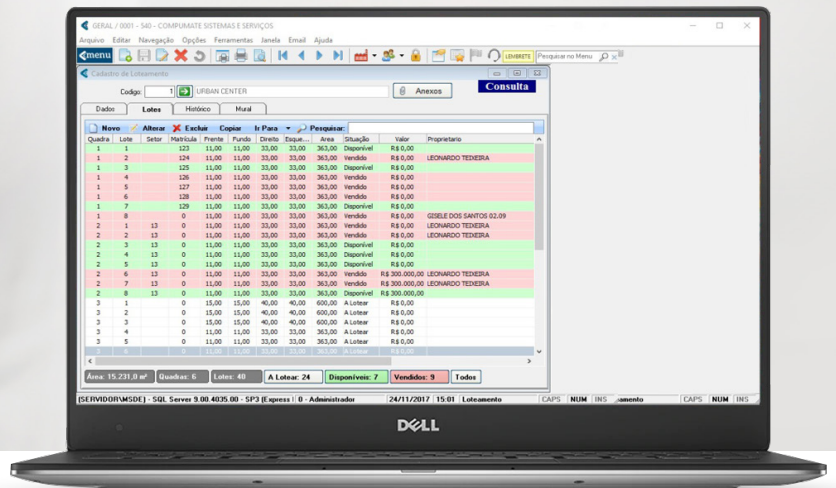 GERAL / 0001 - S40 - COMPUMATE SISTEMAS E SERVIÇOS
Arquivo Editar Navegação Opções Ferramentas Janela Email Ajuda
menu LEMBRETE Pesquisar no Menu
Cadastro de Loteamento
Codigo: 1 URBAN CENTER Anexos Consulta
Dados Lotes Histórico Mural
Novo Alterar Excluir Copiar Ir Para Pesquisar:
Quadra Lote Setor Matrícula Frente Fundo Direito Esque... Area Situação Valor Proprietario
1 1 123 11,00 11,00 33,00 33,00 363,00 Disponível R$ 0,00
1 2 124 11,00 11,00 33,00 33,00 363,00 Vendido R$ 0,00 LEONARDO TEIXEIRA
1 3 125 11,00 11,00 33,00 33,00 363,00 Disponível R$ 0,00
1 4 126 11,00 11,00 33,00 33,00 363,00 Vendido R$ 0,00
1 5 127 11,00 11,00 33,00 33,00 363,00 Vendido R$ 0,00
1 6 128 11,00 11,00 33,00 33,00 363,00 Vendido R$ 0,00
1 7 129 11,00 11,00 33,00 33,00 363,00 Disponível R$ 0,00
1 8 0 11,00 11,00 33,00 33,00 363,00 Vendido R$ 0,00 GISELE DOS SANTOS 02.09
2 1 13 0 11,00 11,00 33,00 33,00 363,00 Vendido R$ 0,00 LEONARDO TEIXEIRA
2 2 13 0 11,00 11,00 33,00 33,00 363,00 Vendido R$ 0,00 LEONARDO TEIXEIRA
2 3 13 0 11,00 11,00 33,00 33,00 363,00 Disponível R$ 0,00
2 4 13 0 11,00 11,00 33,00 33,00 363,00 Disponível R$ 0,00
2 5 13 0 11,00 11,00 33,00 33,00 363,00 Disponível R$ 0,00
2 6 13 0 11,00 11,00 33,00 33,00 363,00 Vendido R$ 300.000,00 LEONARDO TEIXEIRA
2 7 13 0 11,00 11,00 33,00 33,00 363,00 Vendido R$ 300.000,00 LEONARDO TEIXEIRA
2 8 13 0 11,00 11,00 33,00 33,00 363,00 Disponível R$ 300.000,00
3 1 0 15,00 15,00 40,00 40,00 600,00 A Lotear R$ 0,00
3 2 0 15,00 15,00 40,00 40,00 600,00 A Lotear R$ 0,00
3 3 0 15,00 15,00 40,00 40,00 600,00 A Lotear R$ 0,00
3 4 0 11,00 11,00 33,00 33,00 363,00 A Lotear R$ 0,00
3 5 0 11,00 11,00 33,00 33,00 363,00 A Lotear R$ 0,00
3 6 0 11,00 11,00 33,00 33,00 363,00 A Lotear R$ 0,00
Área: 15.231,0 m² Quadras: 6 Lotes: 40 A Lotear: 24 Disponíveis: 7 Vendidos: 9 Todos
(SERVIDOR\MSDE) - SQL Server 9.00.4035.00 - SP3 (Express 0 - Administrador 24/11/2017 15:01 Loteamento CAPS NUM INS amento CAPS NUM INS
DELL